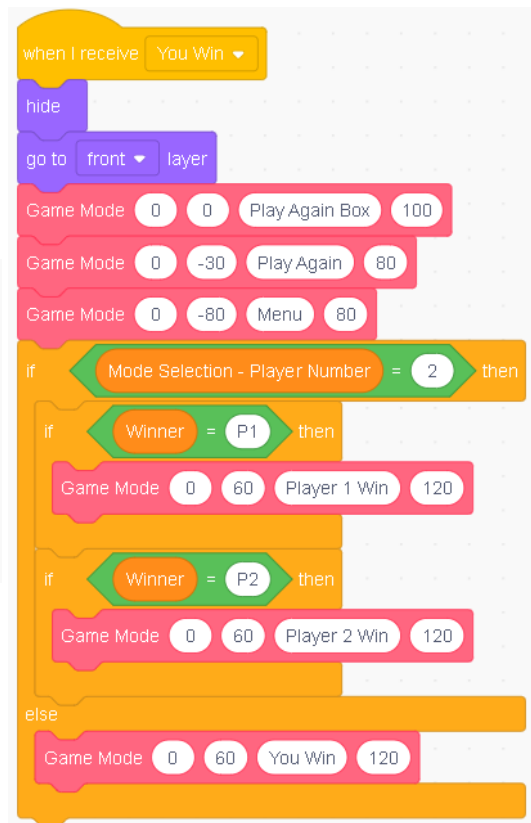 when I receive You Win
hide
go to front layer
Game Mode 0 0 Play Again Box 100
Game Mode 0 -30 Play Again 80
Game Mode 0 -80 Menu 80
if Mode Selection - Player Number = 2 then
if Winner = P1 then
Game Mode 0 60 Player 1 Win 120
if Winner = P2 then
Game Mode 0 60 Player 2 Win 120
else
Game Mode 0 60 You Win 120